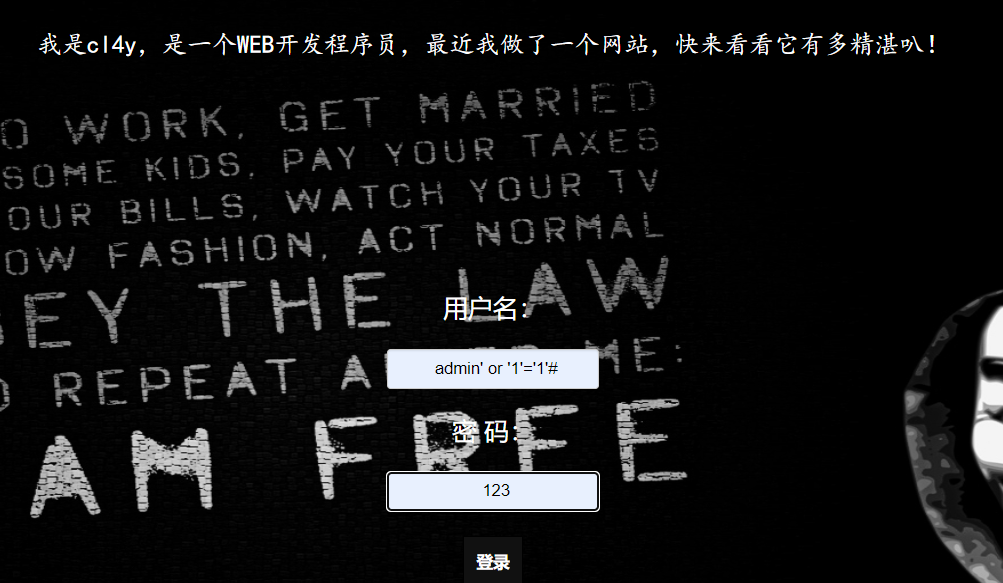 我是cl4y，是一个WEB开发程序员，最近我做了一个网站，快来看看它有多精湛叭！
O WORK, GET MARRIED
SOME KIDS, PAY YOUR TAXES
OUR BILLS, WATCH YOUR TV
OW FASHION, ACT NORMAL
EY THE LAW
REPEAT ME:
AM FREE
用户名：
admin' or '1'='1'#
密 码：
123
登录